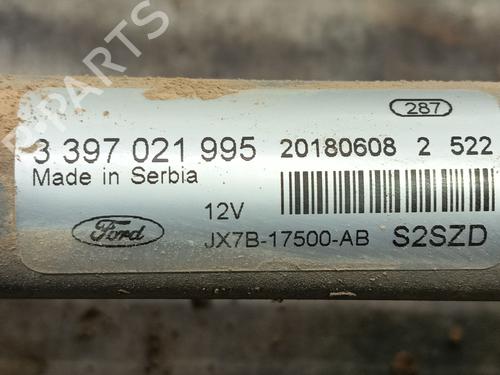 287
3 397 021 995 20180608 2 522
Made in Serbia
12V
Ford JX7B-17500-AB S2SZD
B-PARTS